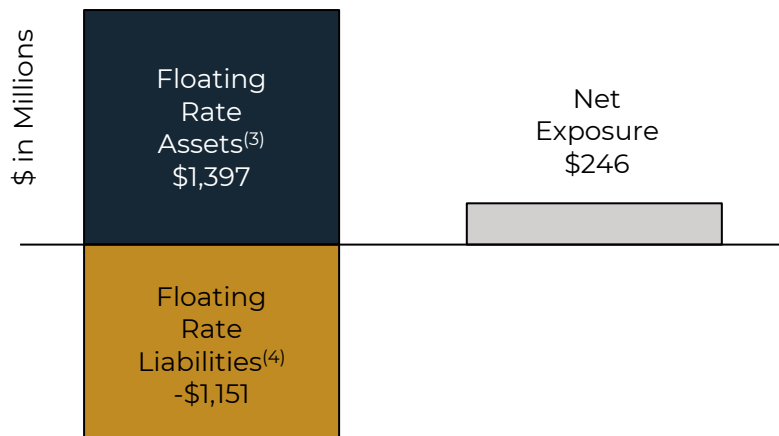 $ in Millions
Floating
Rate
Assets(3)
$1,397
Net
Exposure
$246
Floating
Rate
Liabilities(4)
-$1,151